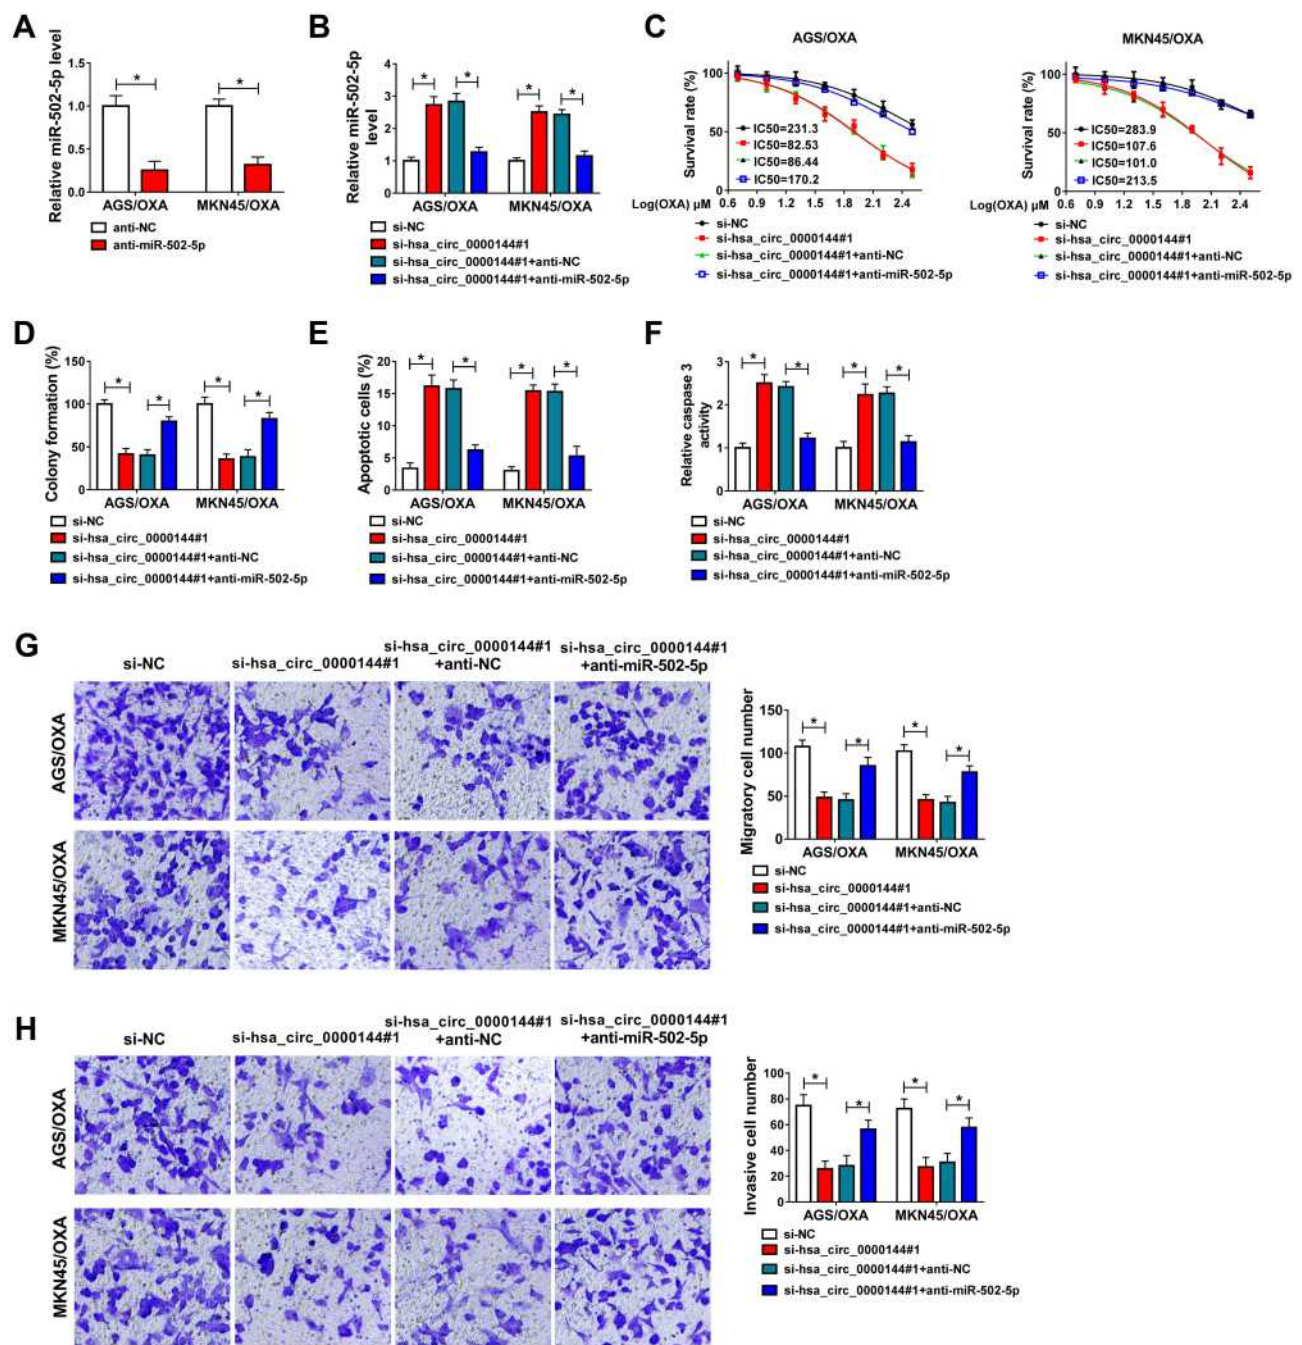 A
Relative miR-502-5p level
1.5
1.0
0.5
0.0
*
*
AGS/OXA MKN45/OXA
anti-NC
anti-miR-502-5p
B
Relative miR-502-5p
level
4
3
2
1
0
* * * *
AGS/OXA MKN45/OXA
si-NC
si-hsa_circ_0000144#1
si-hsa_circ_0000144#1+anti-NC
si-hsa_circ_0000144#1+anti-miR-502-5p
C
AGS/OXA
Survival rate (%)
100
50
0
IC50=231.3
IC50=82.53
IC50=86.44
IC50=170.2
Log(OXA) μM 0.6 0.9 1.2 1.5 1.8 2.1 2.4
si-NC
si-hsa_circ_0000144#1
si-hsa_circ_0000144#1+anti-NC
si-hsa_circ_0000144#1+anti-miR-502-5p
MKN45/OXA
Survival rate (%)
100
50
0
IC50=283.9
IC50=107.6
IC50=101.0
IC50=213.5
Log(OXA) μM 0.6 0.9 1.2 1.5 1.8 2.1 2.4
si-NC
si-hsa_circ_0000144#1
si-hsa_circ_0000144#1+anti-NC
si-hsa_circ_0000144#1+anti-miR-502-5p
D
Colony formation (%)
150
100
50
0
* * * *
AGS/OXA MKN45/OXA
si-NC
si-hsa_circ_0000144#1
si-hsa_circ_0000144#1+anti-NC
si-hsa_circ_0000144#1+anti-miR-502-5p
E
Apoptotic cells (%)
20
15
10
5
0
* * * *
AGS/OXA MKN45/OXA
si-NC
si-hsa_circ_0000144#1
si-hsa_circ_0000144#1+anti-NC
si-hsa_circ_0000144#1+anti-miR-502-5p
F
Relative caspase 3
activity
3
2
1
0
* * * *
AGS/OXA MKN45/OXA
si-NC
si-hsa_circ_0000144#1
si-hsa_circ_0000144#1+anti-NC
si-hsa_circ_0000144#1+anti-miR-502-5p
G
si-NC
si-hsa_circ_0000144#1
si-hsa_circ_0000144#1
+anti-NC
si-hsa_circ_0000144#1
+anti-miR-502-5p
AGS/OXA
MKN45/OXA
Migratory cell number
150
100
50
0
* * * *
AGS/OXA MKN45/OXA
si-NC
si-hsa_circ_0000144#1
si-hsa_circ_0000144#1+anti-NC
si-hsa_circ_0000144#1+anti-miR-502-5p
H
si-NC
si-hsa_circ_0000144#1
si-hsa_circ_0000144#1
+anti-NC
si-hsa_circ_0000144#1
+anti-miR-502-5p
AGS/OXA
MKN45/OXA
Invasive cell number
100
80
60
40
20
0
* * * *
AGS/OXA MKN45/OXA
si-NC
si-hsa_circ_0000144#1
si-hsa_circ_0000144#1+anti-NC
si-hsa_circ_0000144#1+anti-miR-502-5p